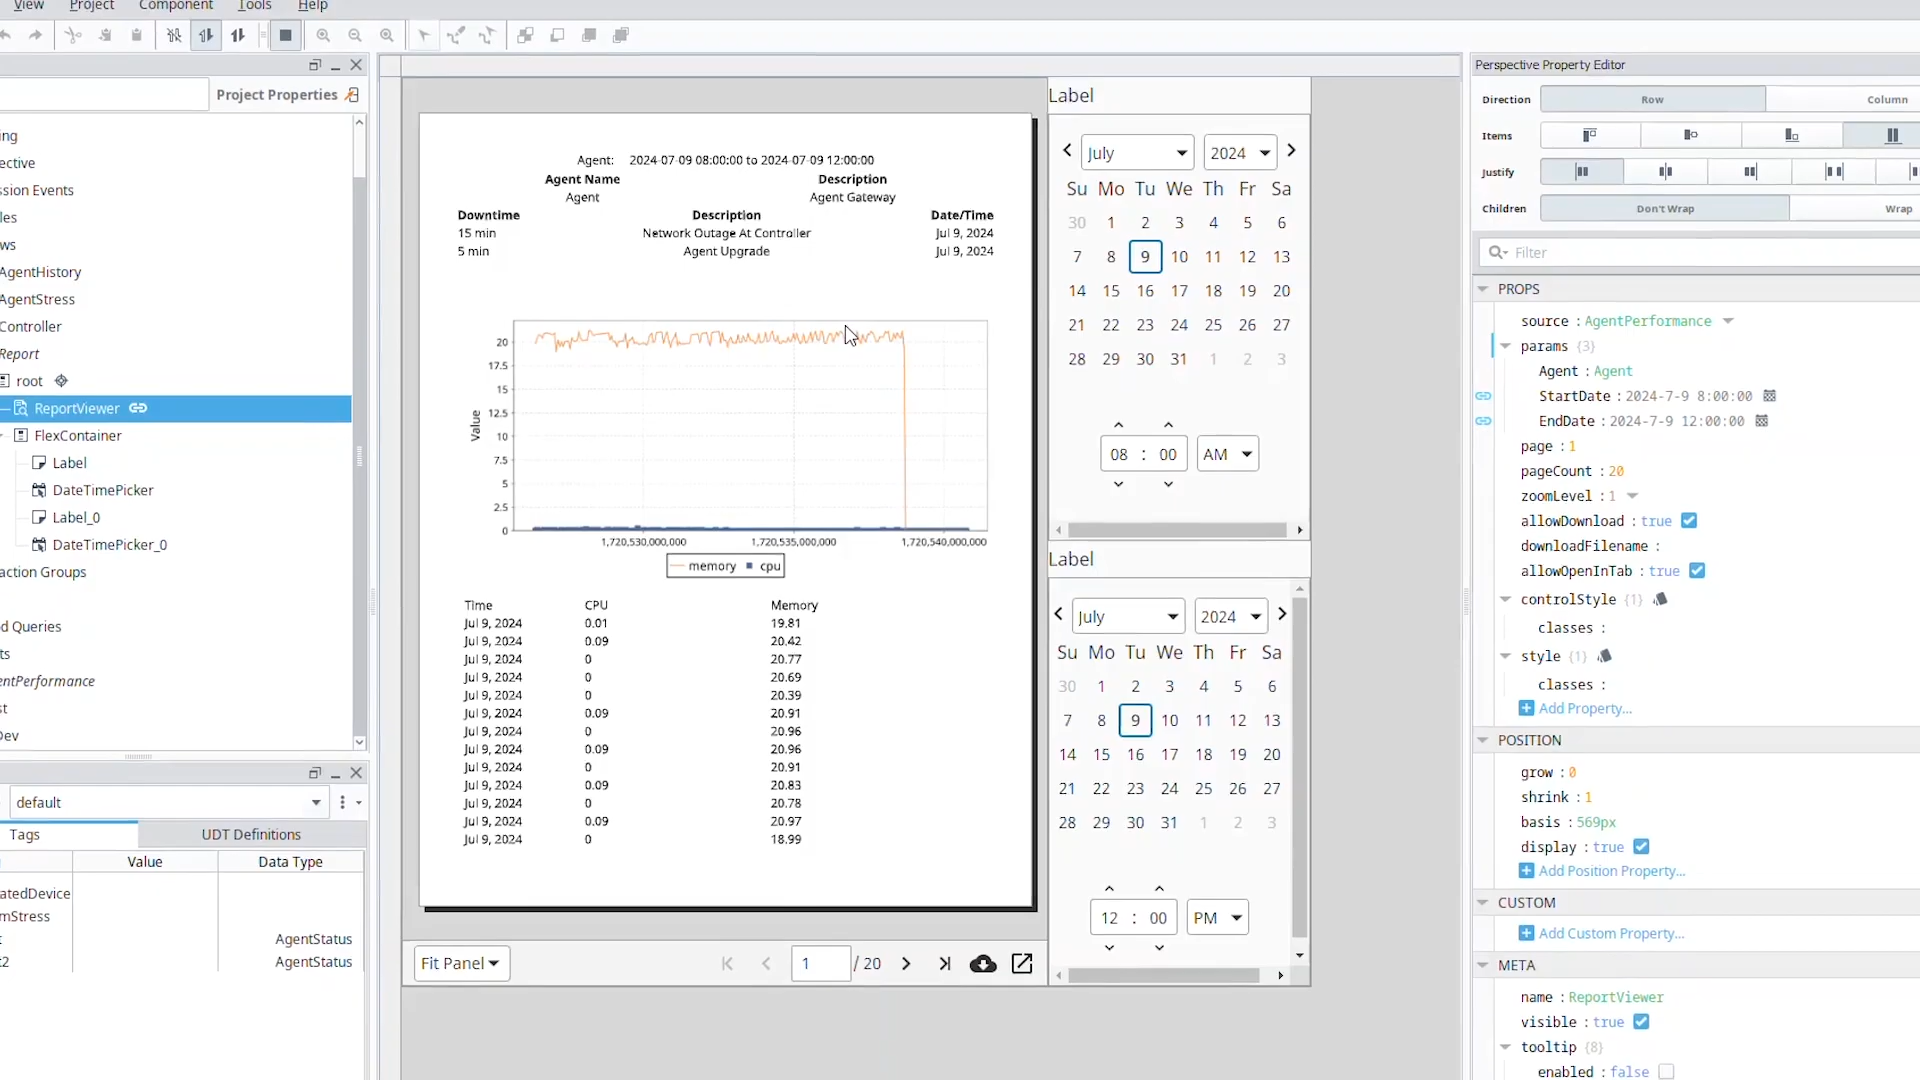 View Project Component Tools Help
Project Properties
ing
ective
ssion Events
les
ws
AgentHistory
AgentStress
Controller
Report
root
ReportViewer
FlexContainer
Label
DateTimePicker
Label_0
DateTimePicker_0
action Groups
d Queries
ts
entPerformance
st
Dev
default
Tags UDT Definitions
Value Data Type
atedDevice
mStress
t AgentStatus
t2 AgentStatus
Agent: 2024-07-09 08:00:00 to 2024-07-09 12:00:00
Agent Name Description
Agent Agent Gateway
Downtime Description Date/Time
15 min Network Outage At Controller Jul 9, 2024
5 min Agent Upgrade Jul 9, 2024
20
17.5
15
12.5
10
7.5
5
2.5
0
Value
1,720,530,000,000 1,720,535,000,000 1,720,540,000,000
memory cpu
Time CPU Memory
Jul 9, 2024 0.01 19.81
Jul 9, 2024 0.09 20.42
Jul 9, 2024 0 20.77
Jul 9, 2024 0 20.69
Jul 9, 2024 0 20.39
Jul 9, 2024 0.09 20.91
Jul 9, 2024 0 20.96
Jul 9, 2024 0.09 20.96
Jul 9, 2024 0 20.91
Jul 9, 2024 0.09 20.83
Jul 9, 2024 0 20.78
Jul 9, 2024 0.09 20.97
Jul 9, 2024 0 18.99
Fit Panel 1 / 20
Label
July 2024
Su Mo Tu We Th Fr Sa
30 1 2 3 4 5 6
7 8 9 10 11 12 13
14 15 16 17 18 19 20
21 22 23 24 25 26 27
28 29 30 31 1 2 3
08 : 00 AM
Label
July 2024
Su Mo Tu We Th Fr Sa
30 1 2 3 4 5 6
7 8 9 10 11 12 13
14 15 16 17 18 19 20
21 22 23 24 25 26 27
28 29 30 31 1 2 3
12 : 00 PM
Perspective Property Editor
Direction Row Column
Items
Justify
Children Don't Wrap Wrap
Filter
PROPS
source : AgentPerformance
params {3}
Agent : Agent
StartDate : 2024-7-9 8:00:00
EndDate : 2024-7-9 12:00:00
page : 1
pageCount : 20
zoomLevel : 1
allowDownload : true
downloadFilename :
allowOpenInTab : true
controlStyle {1}
classes :
style {1}
classes :
Add Property...
POSITION
grow : 0
shrink : 1
basis : 569px
display : true
Add Position Property...
CUSTOM
Add Custom Property...
META
name : ReportViewer
visible : true
tooltip {8}
enabled : false